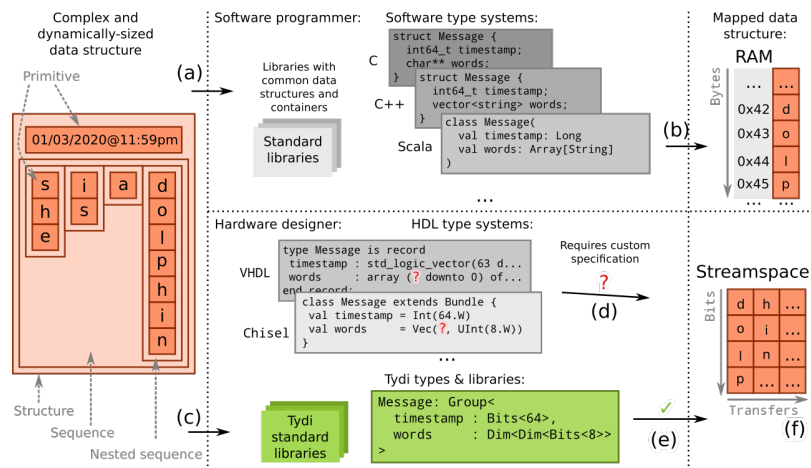 Complex and
dynamically-sized
data structure
Primitive
01/03/2020@11:59pm
s
h
e
i
s
a
d
o
l
p
h
i
n
Structure
Sequence
Nested sequence
(a)
Software programmer:
Libraries with
common data
structures and
containers
Standard
libraries
Software type systems:
C
struct Message {
int64_t timestamp;
char** words;
}
C++
struct Message {
int64_t timestamp;
vector<string> words;
}
Scala
class Message(
val timestamp: Long
val words: Array[String]
)
...
(b)
Mapped data
structure:
RAM
Bytes
... ...
0x42 d
0x43 o
0x44 l
0x45 p
... ...
Hardware designer:
HDL type systems:
VHDL
type Message is record
timestamp : std_logic_vector(63 d...
words : array (? downto 0) of...
end record;
Chisel
class Message extends Bundle {
val timestamp = Int(64.W)
val words = Vec(?, UInt(8.W))
}
...
Requires custom
specification
?
(d)
Streamspace
Bits
d h ...
o i ...
l n ...
p ... ...
Transfers
(f)
(c)
Tydi
standard
libraries
Tydi types & libraries:
Message: Group<
timestamp : Bits<64>,
words : Dim<Dim<Bits<8>>
>
✓
(e)